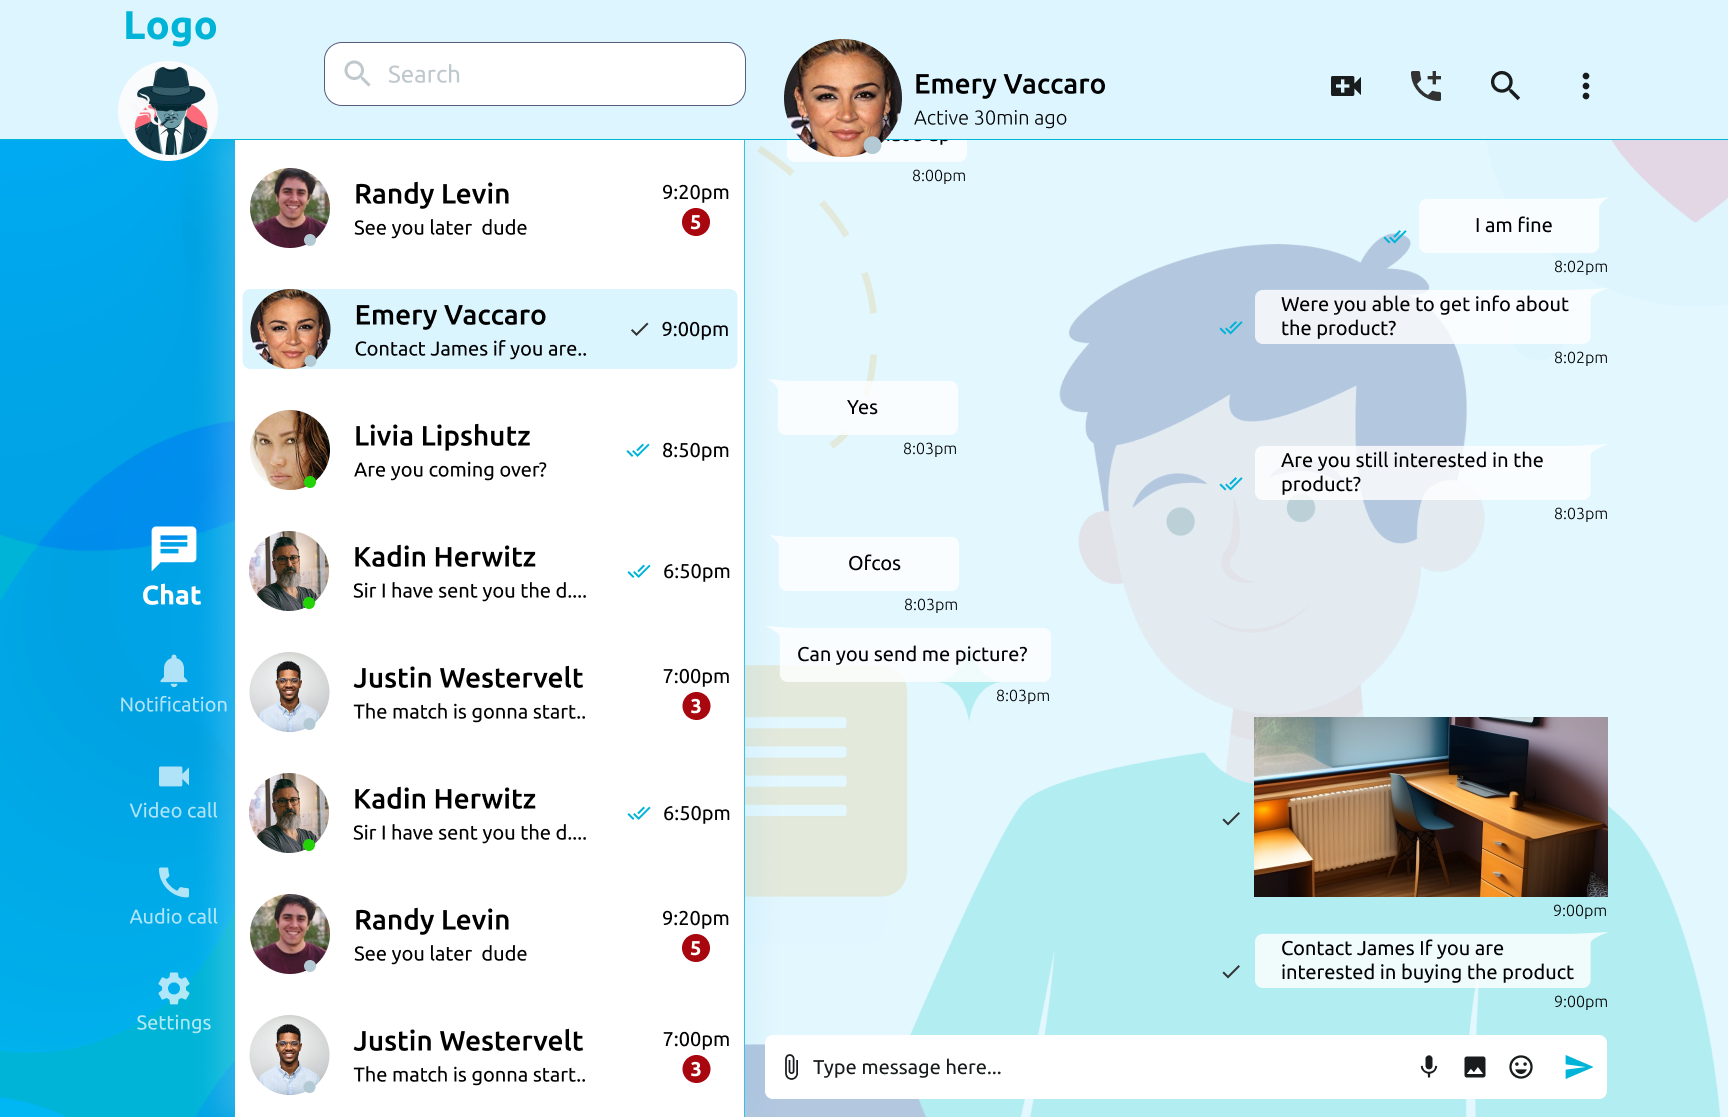 Logo
Search
Emery Vaccaro
Active 30min ago
Chat
Notification
Video call
Audio call
Settings
Randy Levin
9:20pm
See you later dude
5
Emery Vaccaro
9:00pm
Contact James if you are..
Livia Lipshutz
8:50pm
Are you coming over?
Kadin Herwitz
6:50pm
Sir I have sent you the d....
Justin Westervelt
7:00pm
The match is gonna start..
3
Kadin Herwitz
6:50pm
Sir I have sent you the d....
Randy Levin
9:20pm
See you later dude
5
Justin Westervelt
7:00pm
The match is gonna start..
3
8:00pm
I am fine
8:02pm
Were you able to get info about
the product?
8:02pm
Yes
8:03pm
Are you still interested in the
product?
8:03pm
Ofcos
8:03pm
Can you send me picture?
8:03pm
9:00pm
Contact James If you are
interested in buying the product
9:00pm
Type message here...